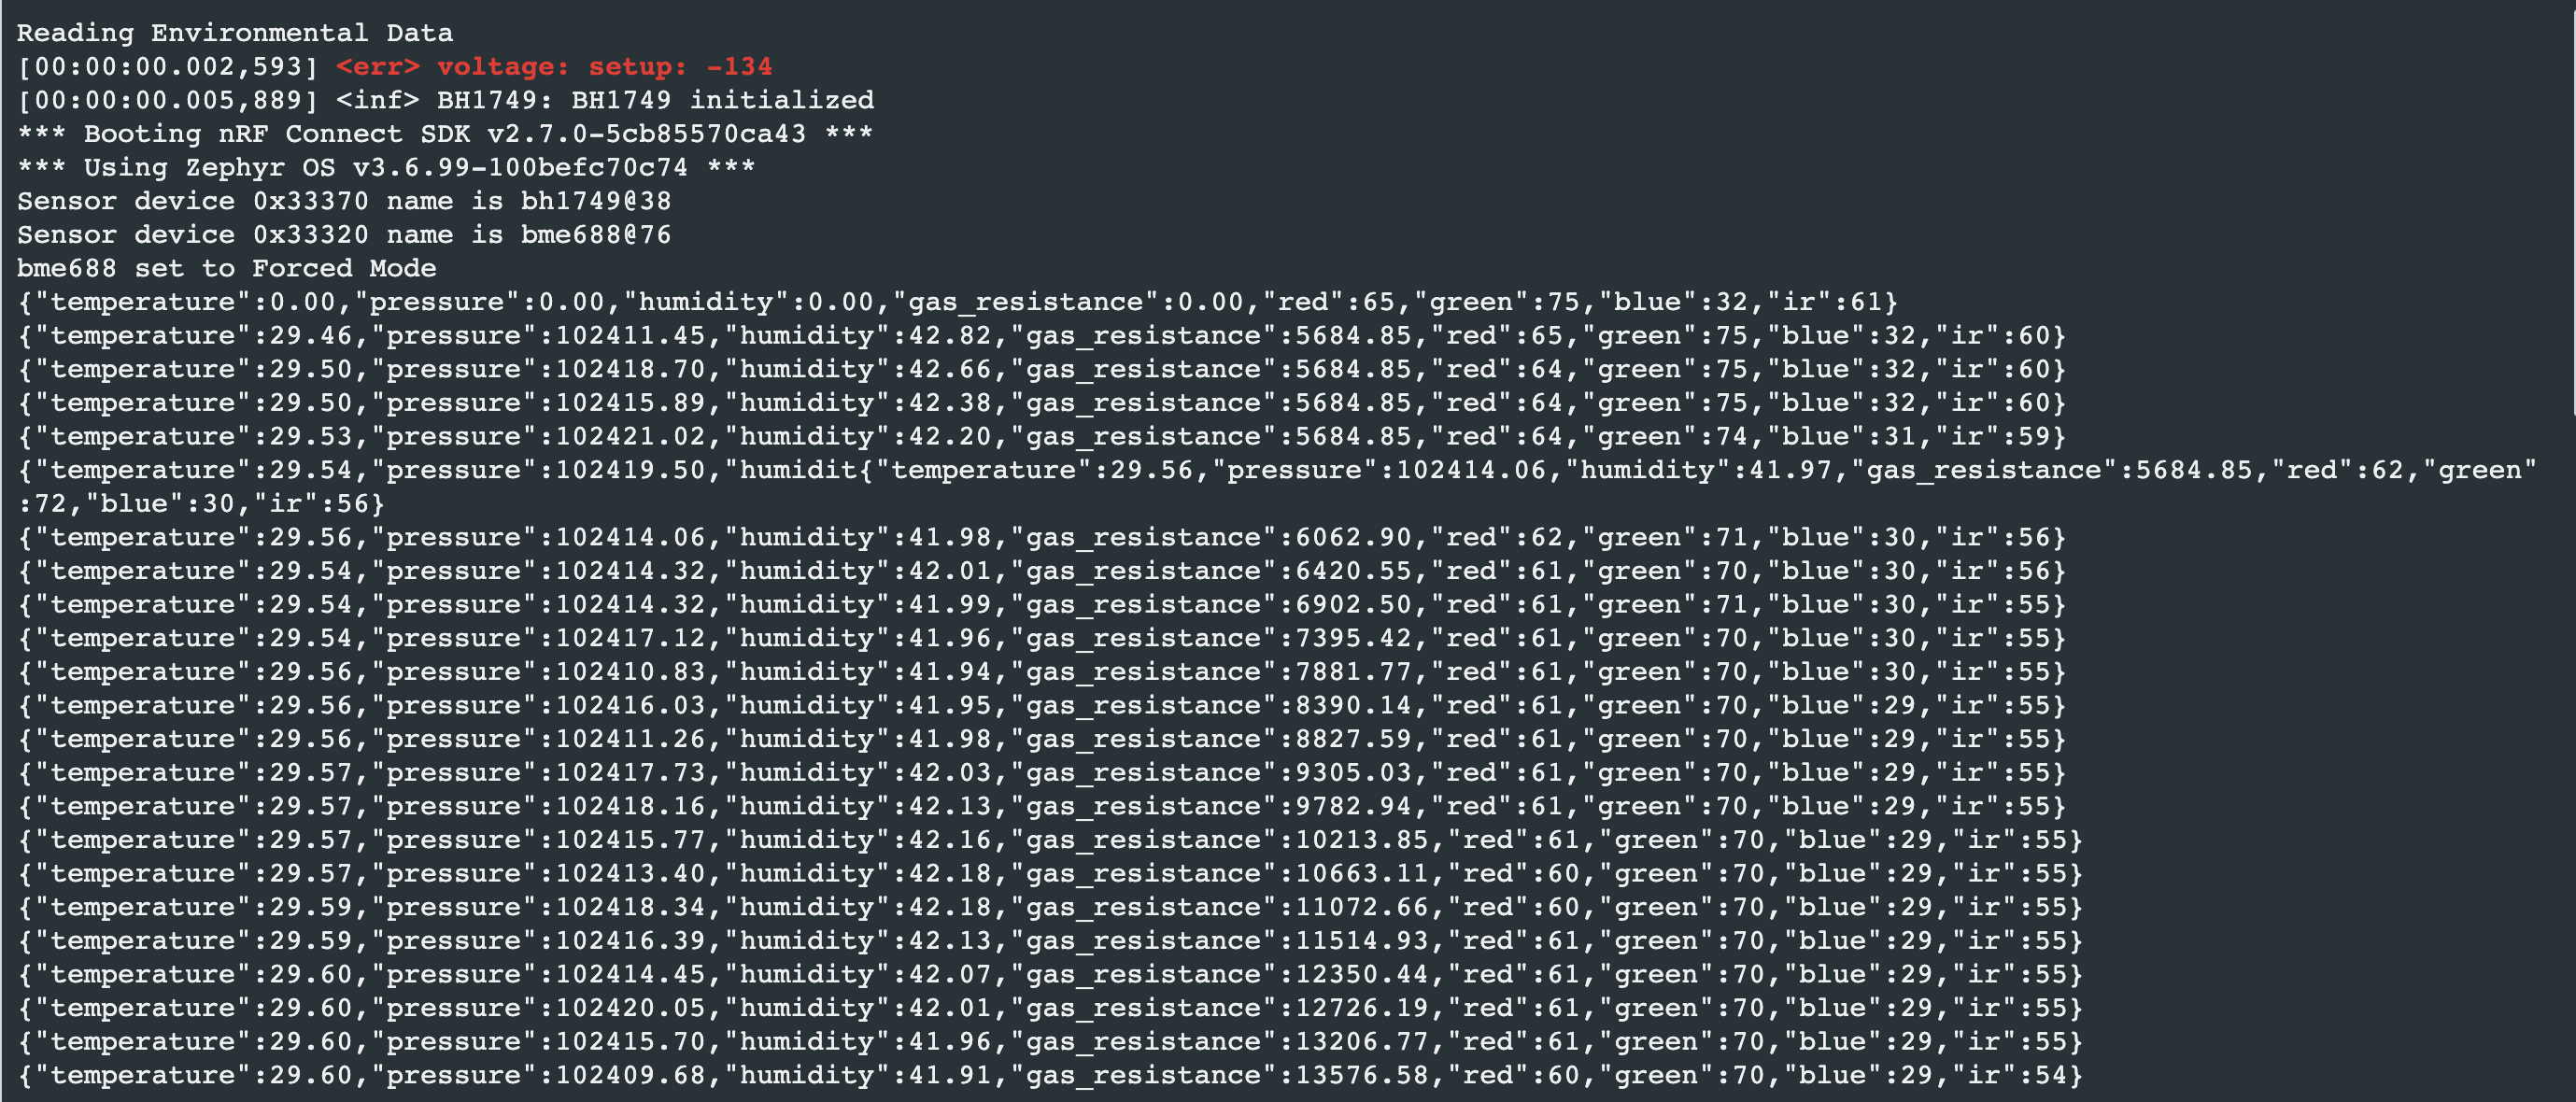 Reading Environmental Data
[00:00:00.002,593] <err> voltage: setup: -134
[00:00:00.005,889] <inf> BH1749: BH1749 initialized
*** Booting nRF Connect SDK v2.7.0-5cb85570ca43 ***
*** Using Zephyr OS v3.6.99-100befc70c74 ***
Sensor device 0x33370 name is bh1749@38
Sensor device 0x33320 name is bme688@76
bme688 set to Forced Mode
{"temperature":0.00,"pressure":0.00,"humidity":0.00,"gas_resistance":0.00,"red":65,"green":75,"blue":32,"ir":61}
{"temperature":29.46,"pressure":102411.45,"humidity":42.82,"gas_resistance":5684.85,"red":65,"green":75,"blue":32,"ir":60}
{"temperature":29.50,"pressure":102418.70,"humidity":42.66,"gas_resistance":5684.85,"red":64,"green":75,"blue":32,"ir":60}
{"temperature":29.50,"pressure":102415.89,"humidity":42.38,"gas_resistance":5684.85,"red":64,"green":75,"blue":32,"ir":60}
{"temperature":29.53,"pressure":102421.02,"humidity":42.20,"gas_resistance":5684.85,"red":64,"green":74,"blue":31,"ir":59}
{"temperature":29.54,"pressure":102419.50,"humidit{"temperature":29.56,"pressure":102414.06,"humidity":41.97,"gas_resistance":5684.85,"red":62,"green"
:72,"blue":30,"ir":56}
{"temperature":29.56,"pressure":102414.06,"humidity":41.98,"gas_resistance":6062.90,"red":62,"green":71,"blue":30,"ir":56}
{"temperature":29.54,"pressure":102414.32,"humidity":42.01,"gas_resistance":6420.55,"red":61,"green":70,"blue":30,"ir":56}
{"temperature":29.54,"pressure":102414.32,"humidity":41.99,"gas_resistance":6902.50,"red":61,"green":71,"blue":30,"ir":55}
{"temperature":29.54,"pressure":102417.12,"humidity":41.96,"gas_resistance":7395.42,"red":61,"green":70,"blue":30,"ir":55}
{"temperature":29.56,"pressure":102410.83,"humidity":41.94,"gas_resistance":7881.77,"red":61,"green":70,"blue":30,"ir":55}
{"temperature":29.56,"pressure":102416.03,"humidity":41.95,"gas_resistance":8390.14,"red":61,"green":70,"blue":29,"ir":55}
{"temperature":29.56,"pressure":102411.26,"humidity":41.98,"gas_resistance":8827.59,"red":61,"green":70,"blue":29,"ir":55}
{"temperature":29.57,"pressure":102417.73,"humidity":42.03,"gas_resistance":9305.03,"red":61,"green":70,"blue":29,"ir":55}
{"temperature":29.57,"pressure":102418.16,"humidity":42.13,"gas_resistance":9782.94,"red":61,"green":70,"blue":29,"ir":55}
{"temperature":29.57,"pressure":102415.77,"humidity":42.16,"gas_resistance":10213.85,"red":61,"green":70,"blue":29,"ir":55}
{"temperature":29.57,"pressure":102413.40,"humidity":42.18,"gas_resistance":10663.11,"red":60,"green":70,"blue":29,"ir":55}
{"temperature":29.59,"pressure":102418.34,"humidity":42.18,"gas_resistance":11072.66,"red":60,"green":70,"blue":29,"ir":55}
{"temperature":29.59,"pressure":102416.39,"humidity":42.13,"gas_resistance":11514.93,"red":61,"green":70,"blue":29,"ir":55}
{"temperature":29.60,"pressure":102414.45,"humidity":42.07,"gas_resistance":12350.44,"red":61,"green":70,"blue":29,"ir":55}
{"temperature":29.60,"pressure":102420.05,"humidity":42.01,"gas_resistance":12726.19,"red":61,"green":70,"blue":29,"ir":55}
{"temperature":29.60,"pressure":102415.70,"humidity":41.96,"gas_resistance":13206.77,"red":61,"green":70,"blue":29,"ir":55}
{"temperature":29.60,"pressure":102409.68,"humidity":41.91,"gas_resistance":13576.58,"red":60,"green":70,"blue":29,"ir":54}